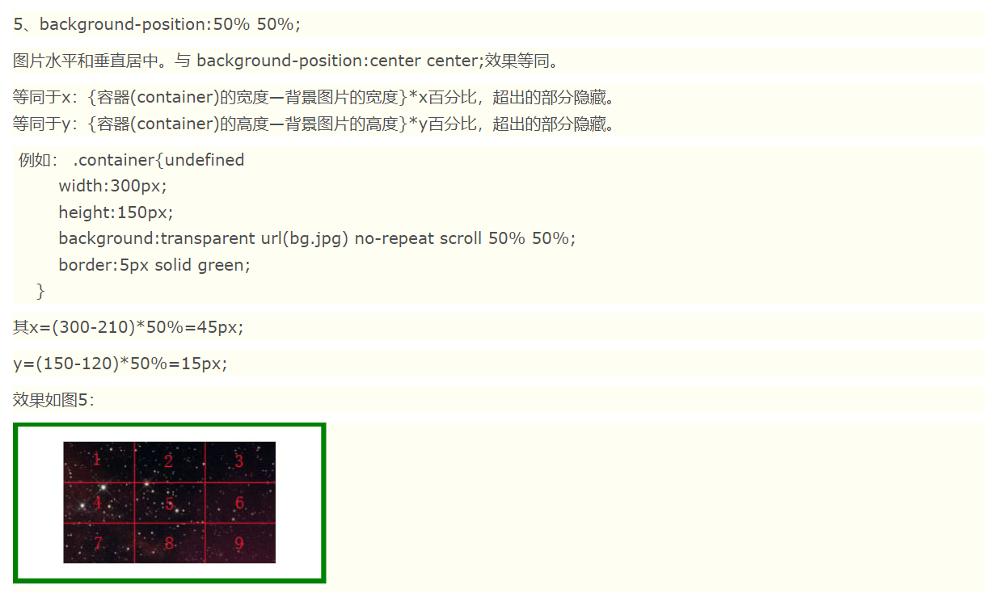 5、background-position:50% 50%;
图片水平和垂直居中。与 background-position:center center;效果等同。
等同于x：{容器(container)的宽度—背景图片的宽度}*x百分比，超出的部分隐藏。
等同于y：{容器(container)的高度—背景图片的高度}*y百分比，超出的部分隐藏。
例如： .container{undefined
width:300px;
height:150px;
background:transparent url(bg.jpg) no-repeat scroll 50% 50%;
border:5px solid green;
}
其x=(300-210)*50%=45px;
y=(150-120)*50%=15px;
效果如图5：
1 2 3
4 5 6
7 8 9